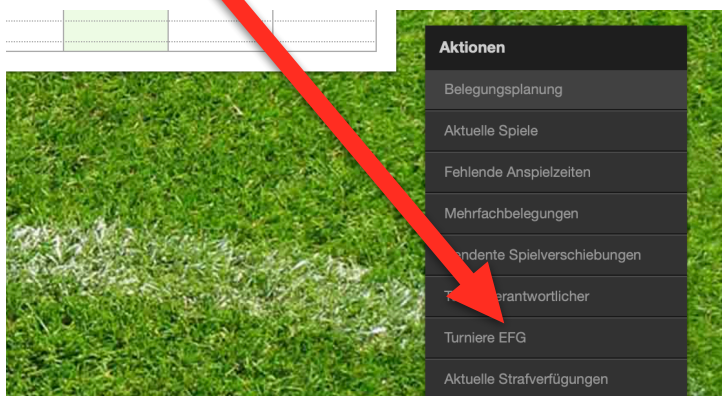 Aktionen
Belegungsplanung
Aktuelle Spiele
Fehlende Anspielzeiten
Mehrfachbelegungen
Spielverschiebungen
Turniere EFG
Aktuelle Strafverfügungen